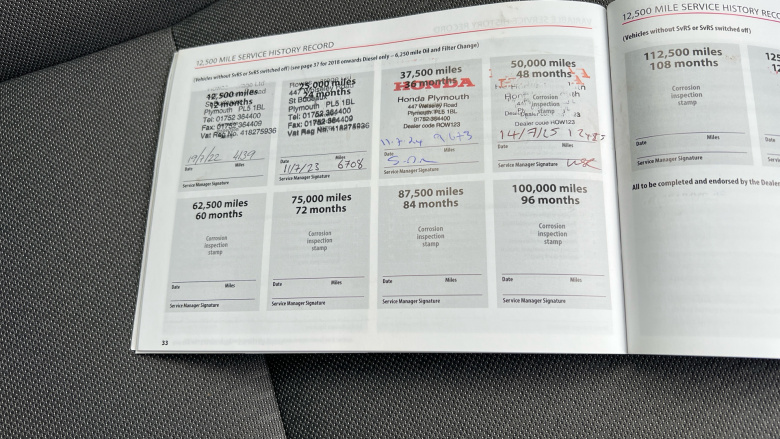 12,500 MILE SERVICE HISTORY RECORD
(Vehicles without SvRS or SvRS switched off) (see page 37 for 2018 onwards Diesel only – 6,250 mile Oil and Filter Change)
12,500 miles
12 months
Plymouth PL5 1BL
Tel: 01752 364400
Fax: 01752 364409
Vat Reg No. 418275936
19/7/22 4139
Date Miles
Service Manager Signature
25,000 miles
24 months
Plymouth PL5 1BL
Tel: 01752 364400
Fax: 01752 364409
Vat Reg No. 418275936
11/7/23 6708
Date Miles
Service Manager Signature
37,500 miles
36 months
HONDA
Honda Plymouth
447 Wolseley Road
Plymouth PL5 1BL
01752 364400
Dealer code ROW123
11.7.24 9673
Date Miles
Service Manager Signature
50,000 miles
48 months
Corrosion
inspection
stamp
Dealer code ROW123
14/7/25
Date Miles
Service Manager Signature
62,500 miles
60 months
Corrosion
inspection
stamp
Date Miles
Service Manager Signature
75,000 miles
72 months
Corrosion
inspection
stamp
Date Miles
Service Manager Signature
87,500 miles
84 months
Corrosion
inspection
stamp
Date Miles
Service Manager Signature
100,000 miles
96 months
Corrosion
inspection
stamp
Date Miles
Service Manager Signature
33
12,500 MILE SERVICE HISTORY REC
(Vehicles without SvRS or SvRS switched off)
112,500 miles
108 months
Corrosion
inspection
stamp
Date Miles
Service Manager Signature
125
12
Date
Service
All to be completed and endorsed by the Deale